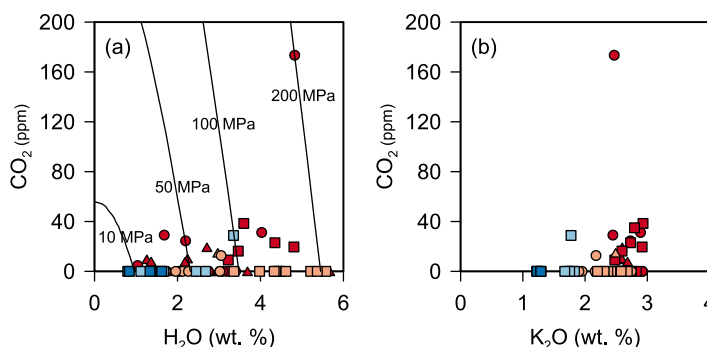 200
160
120
80
40
0
CO2 (ppm)
(a)
10 MPa
50 MPa
100 MPa
200 MPa
0 2 4 6
H2O (wt. %)
200
160
120
80
40
0
CO2 (ppm)
(b)
0 1 2 3 4
K2O (wt. %)